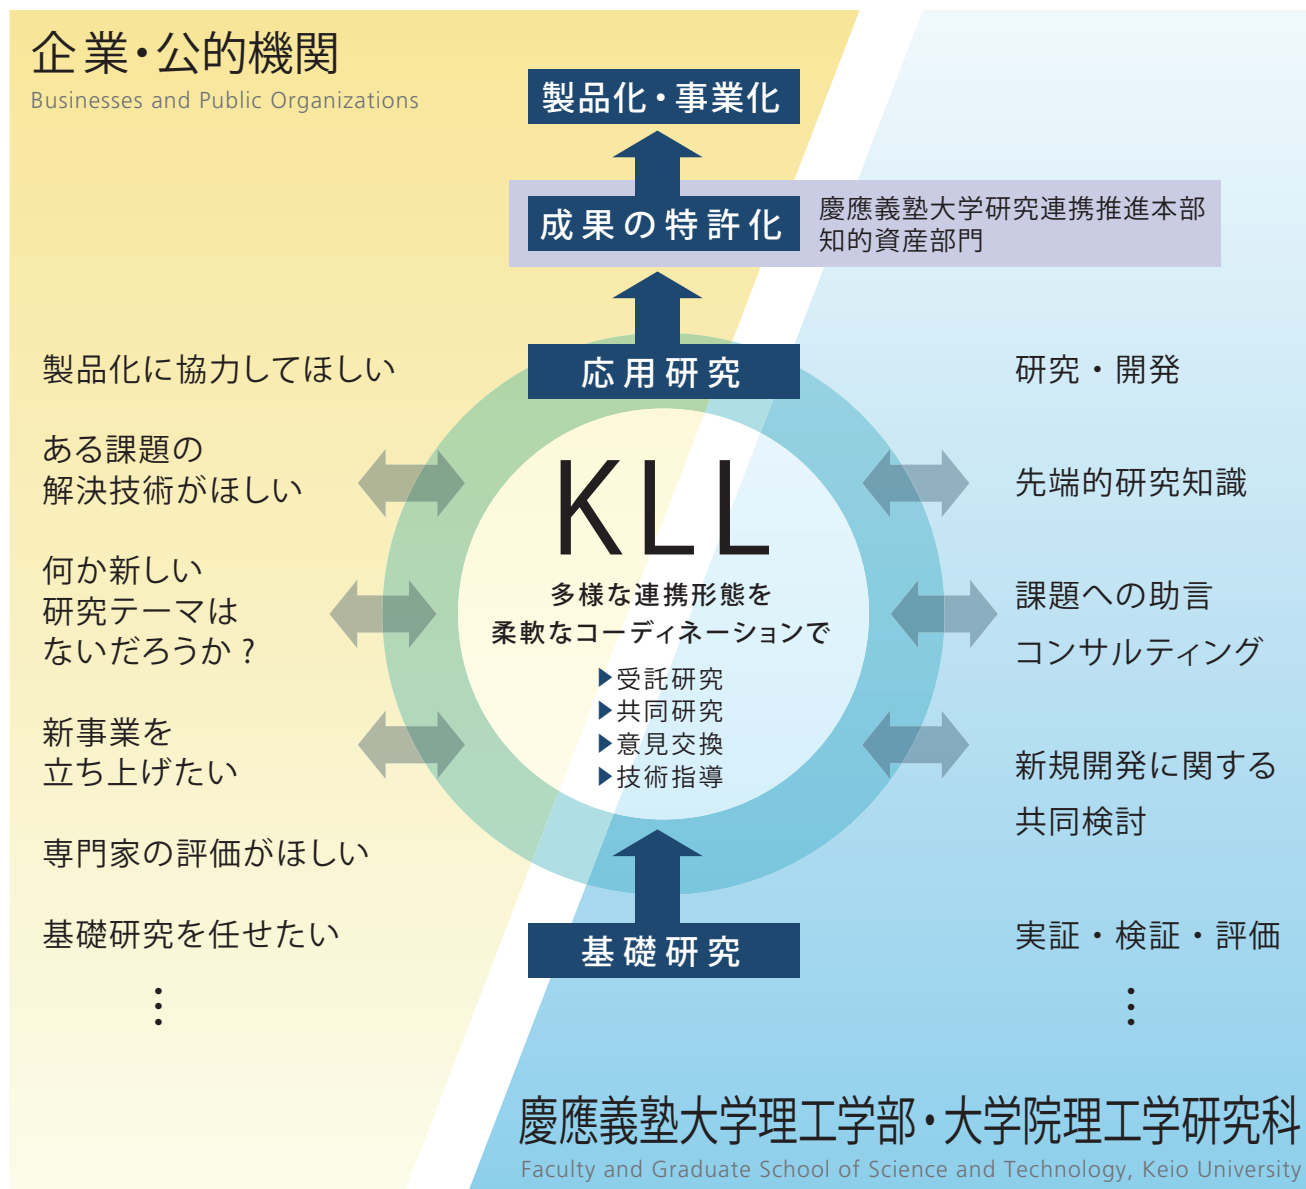 企業・公的機関
Businesses and Public Organizations
製品化・事業化
成果の特許化
慶應義塾大学研究連携推進本部
知的資産部門
応用研究
製品化に協力してほしい
ある課題の
解決技術がほしい
何か新しい
研究テーマは
ないだろうか？
新事業を
立ち上げたい
専門家の評価がほしい
基礎研究を任せたい
⋮
KLL
多様な連携形態を
柔軟なコーディネーションで
▶受託研究
▶共同研究
▶意見交換
▶技術指導
基礎研究
研究・開発
先端的研究知識
課題への助言
コンサルティング
新規開発に関する
共同検討
実証・検証・評価
⋮
慶應義塾大学理工学部・大学院理工学研究科
Faculty and Graduate School of Science and Technology, Keio University